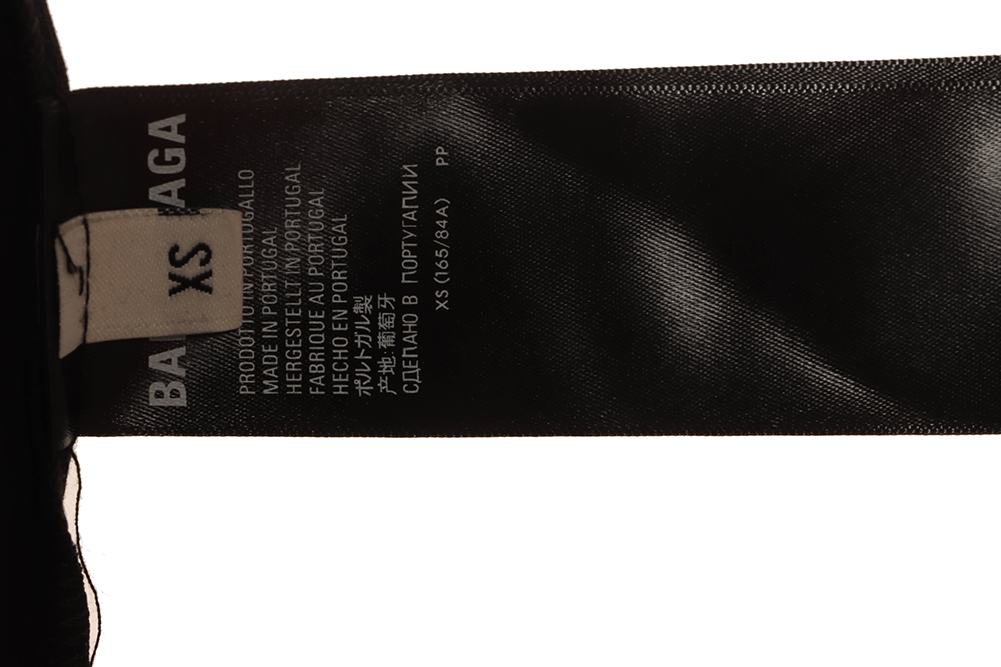 BA AGA
XS
PRODOTTO IN PORTOGALLO
MADE IN PORTUGAL
HERGESTELLT IN PORTUGAL
FABRIQUE AU PORTUGAL
HECHO EN PORTUGAL
ポルトガル製
产地:葡萄牙
СДЕЛАНО В ПОРТУГАЛИИ
XS (165/84A) PP